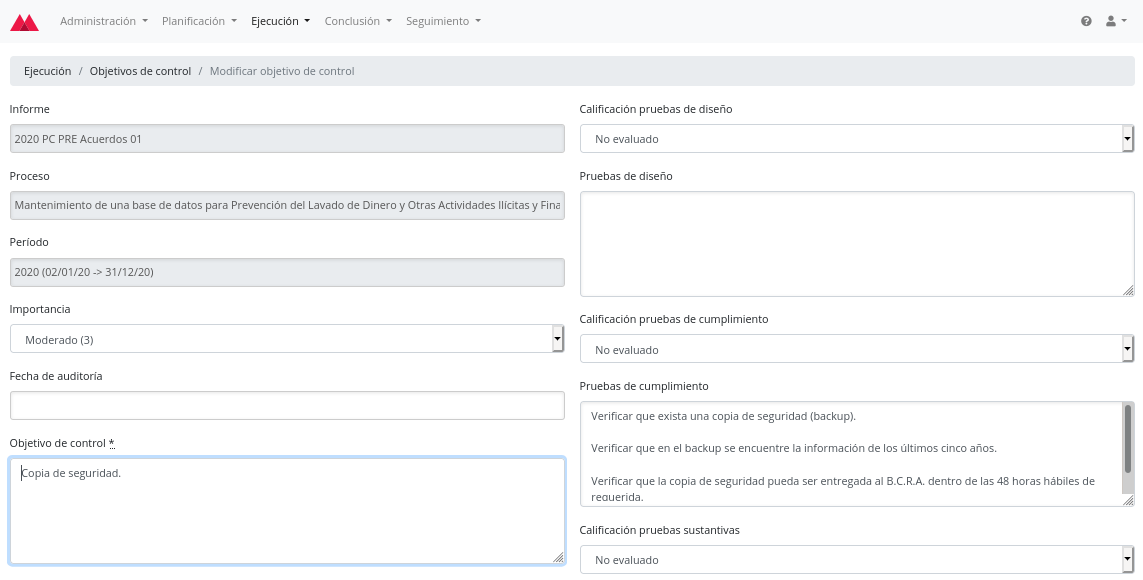 Administración Planificación Ejecución Conclusión Seguimiento
Ejecución / Objetivos de control / Modificar objetivo de control
Informe
2020 PC PRE Acuerdos 01
Proceso
Mantenimiento de una base de datos para Prevención del Lavado de Dinero y Otras Actividades Ilícitas y Fina
Período
2020 (02/01/20 -> 31/12/20)
Importancia
Moderado (3)
Fecha de auditoría
Objetivo de control *
Copia de seguridad.
Calificación pruebas de diseño
No evaluado
Pruebas de diseño
Calificación pruebas de cumplimiento
No evaluado
Pruebas de cumplimiento
Verificar que exista una copia de seguridad (backup).
Verificar que en el backup se encuentre la información de los últimos cinco años.
Verificar que la copia de seguridad pueda ser entregada al B.C.R.A. dentro de las 48 horas hábiles de
requerida.
Calificación pruebas sustantivas
No evaluado